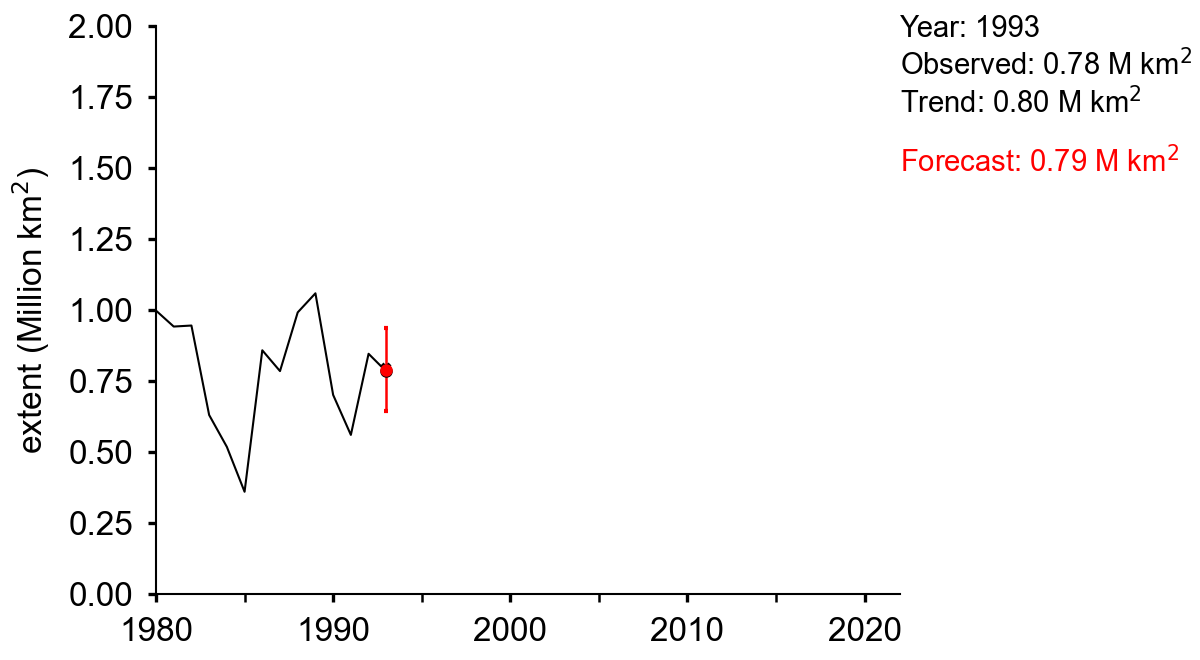 2.00
1.75
1.50
1.25
1.00
0.75
0.50
0.25
0.00
extent (Million km²)
1980 1990 2000 2010 2020
Year: 1993
Observed: 0.78 M km²
Trend: 0.80 M km²
Forecast: 0.79 M km²